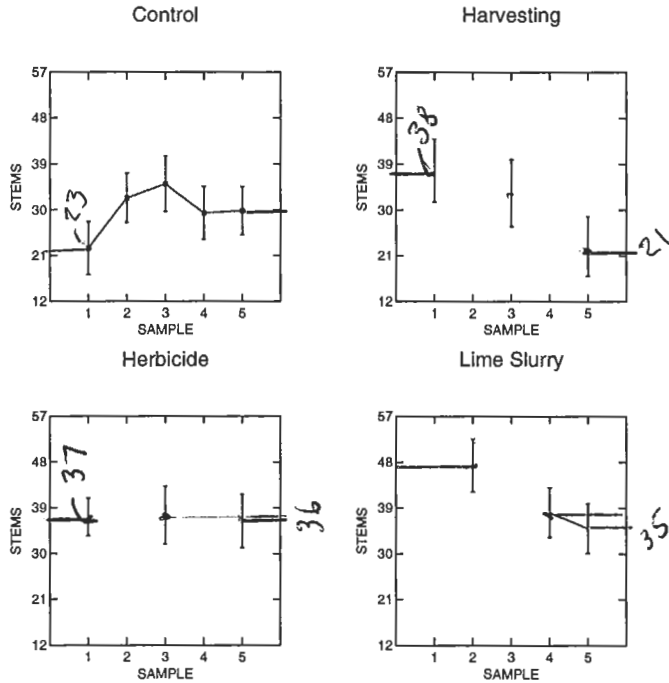 Control
57
48
39
30
21
12
STEMS
23
1 2 3 4 5
SAMPLE
Harvesting
57
48
39
30
21
12
STEMS
38
21
1 2 3 4 5
SAMPLE
Herbicide
57
48
39
30
21
12
STEMS
37
36
1 2 3 4 5
SAMPLE
Lime Slurry
57
48
39
30
21
12
STEMS
35
1 2 3 4 5
SAMPLE